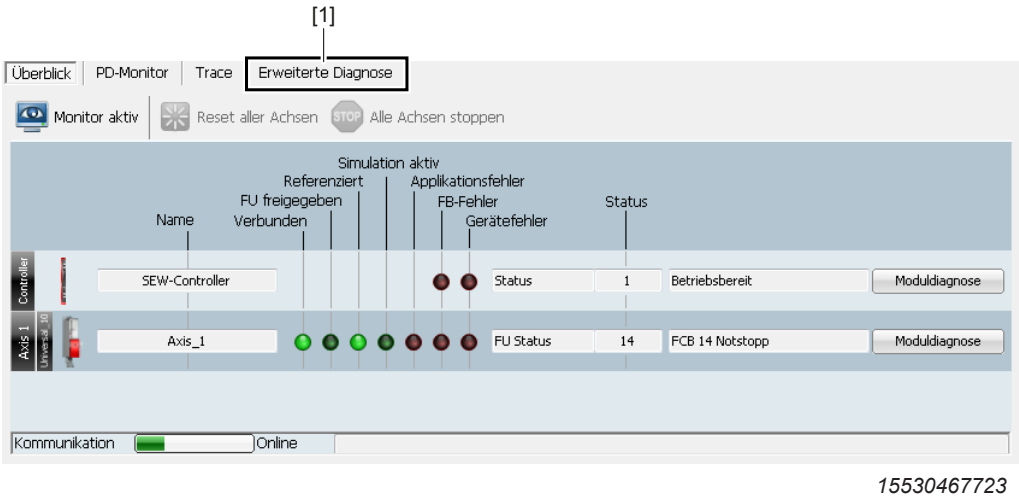 [1]
Überblick PD-Monitor Trace Erweiterte Diagnose
Monitor aktiv Reset aller Achsen STOP Alle Achsen stoppen
Simulation aktiv
Referenziert Applikationsfehler
FU freigegeben FB-Fehler Status
Name Verbunden Gerätefehler
Controller SEW-Controller Status 1 Betriebsbereit Moduldiagnose
Axis 1 Universal_10 Axis_1 FU Status 14 FCB 14 Notstopp Moduldiagnose
Kommunikation Online
15530467723